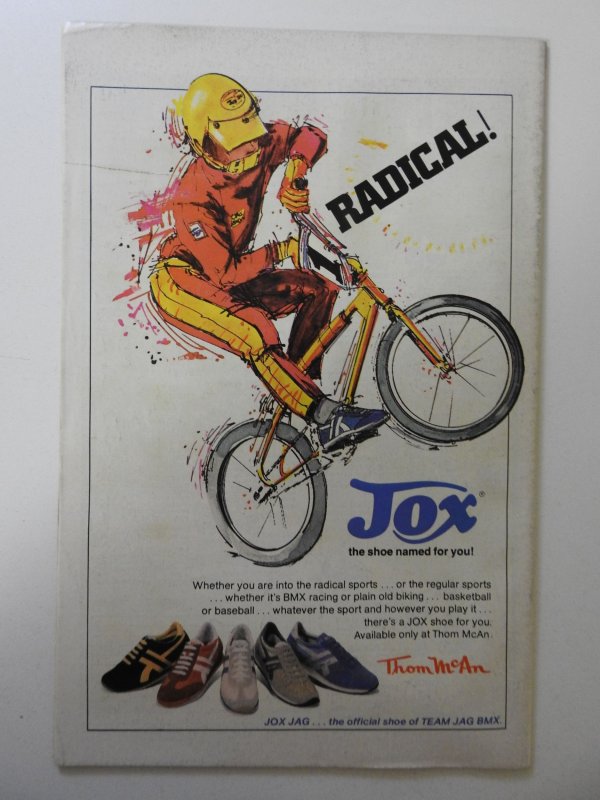 RADICAL!
1
Jox®
the shoe named for you!
Whether you are into the radical sports . . . or the regular sports
. . . whether it's BMX racing or plain old biking . . . basketball
or baseball . . . whatever the sport and however you play it . . .
there's a JOX shoe for you.
Available only at Thom McAn.
Thom McAn
JOX JAG . . . the official shoe of TEAM JAG BMX.